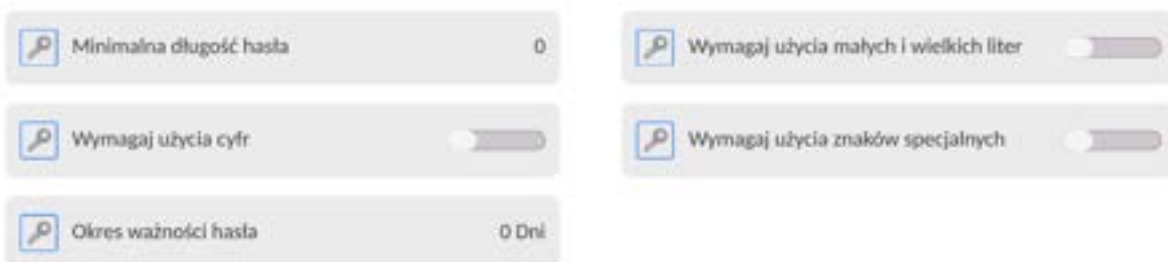 Minimalna długość hasła 0
Wymagaj użycia małych i wielkich liter
Wymagaj użycia cyfr
Wymagaj użycia znaków specjalnych
Okres ważności hasła 0 Dni